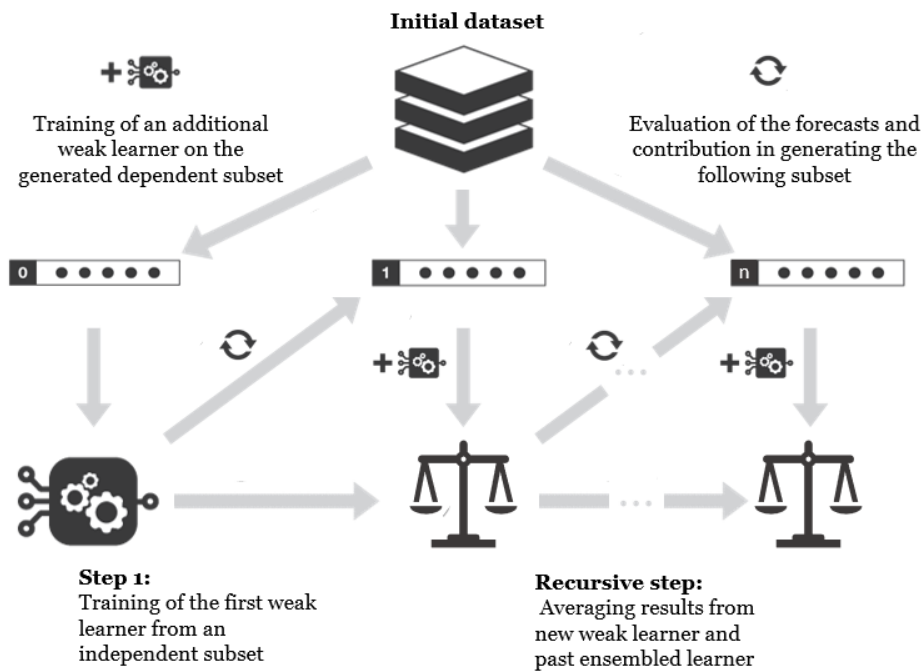 Initial dataset
Training of an additional
weak learner on the
generated dependent subset
Evaluation of the forecasts and
contribution in generating the
following subset
0
1
n
Step 1:
Training of the first weak
learner from an
independent subset
Recursive step:
Averaging results from
new weak learner and
past ensembled learner